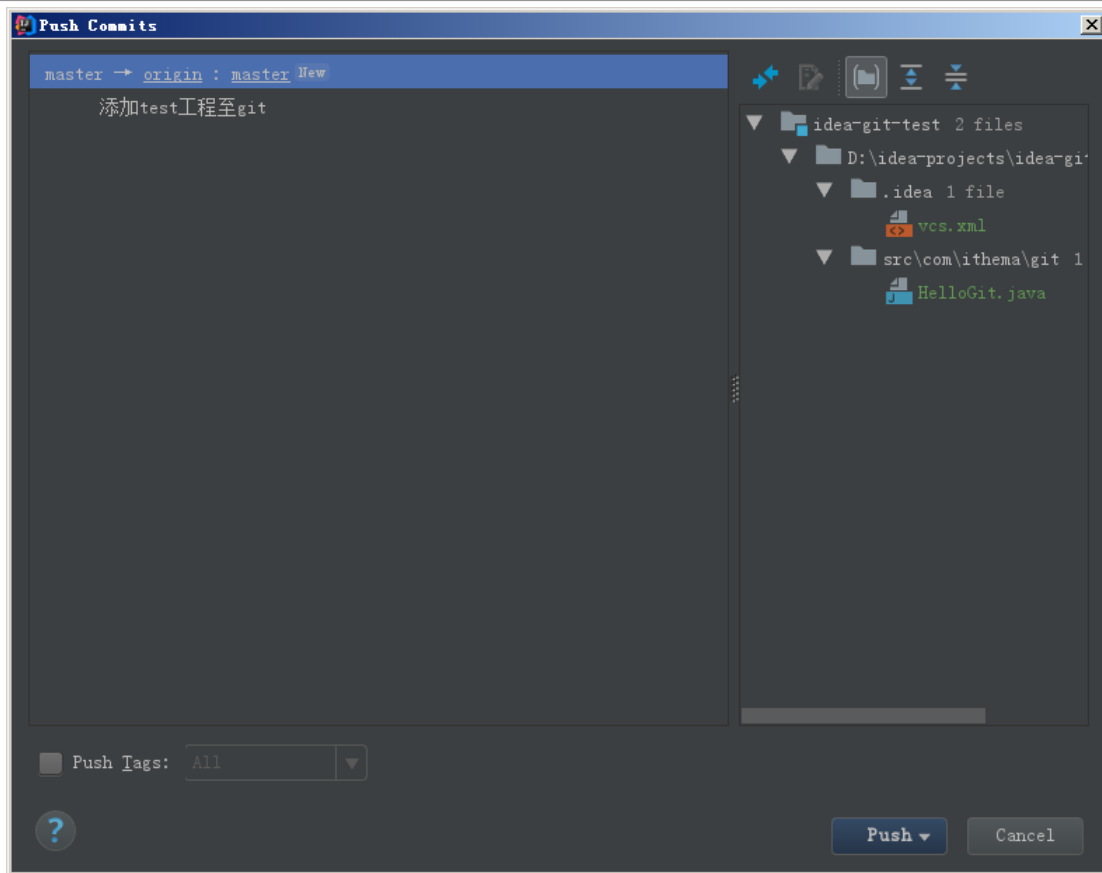 Push Commits
master → origin : master New
添加test工程至git
idea-git-test 2 files
D:\idea-projects\idea-gi
.idea 1 file
vcs.xml
src\com\ithema\git 1
HelloGit.java
Push Tags: All
?
Push
Cancel